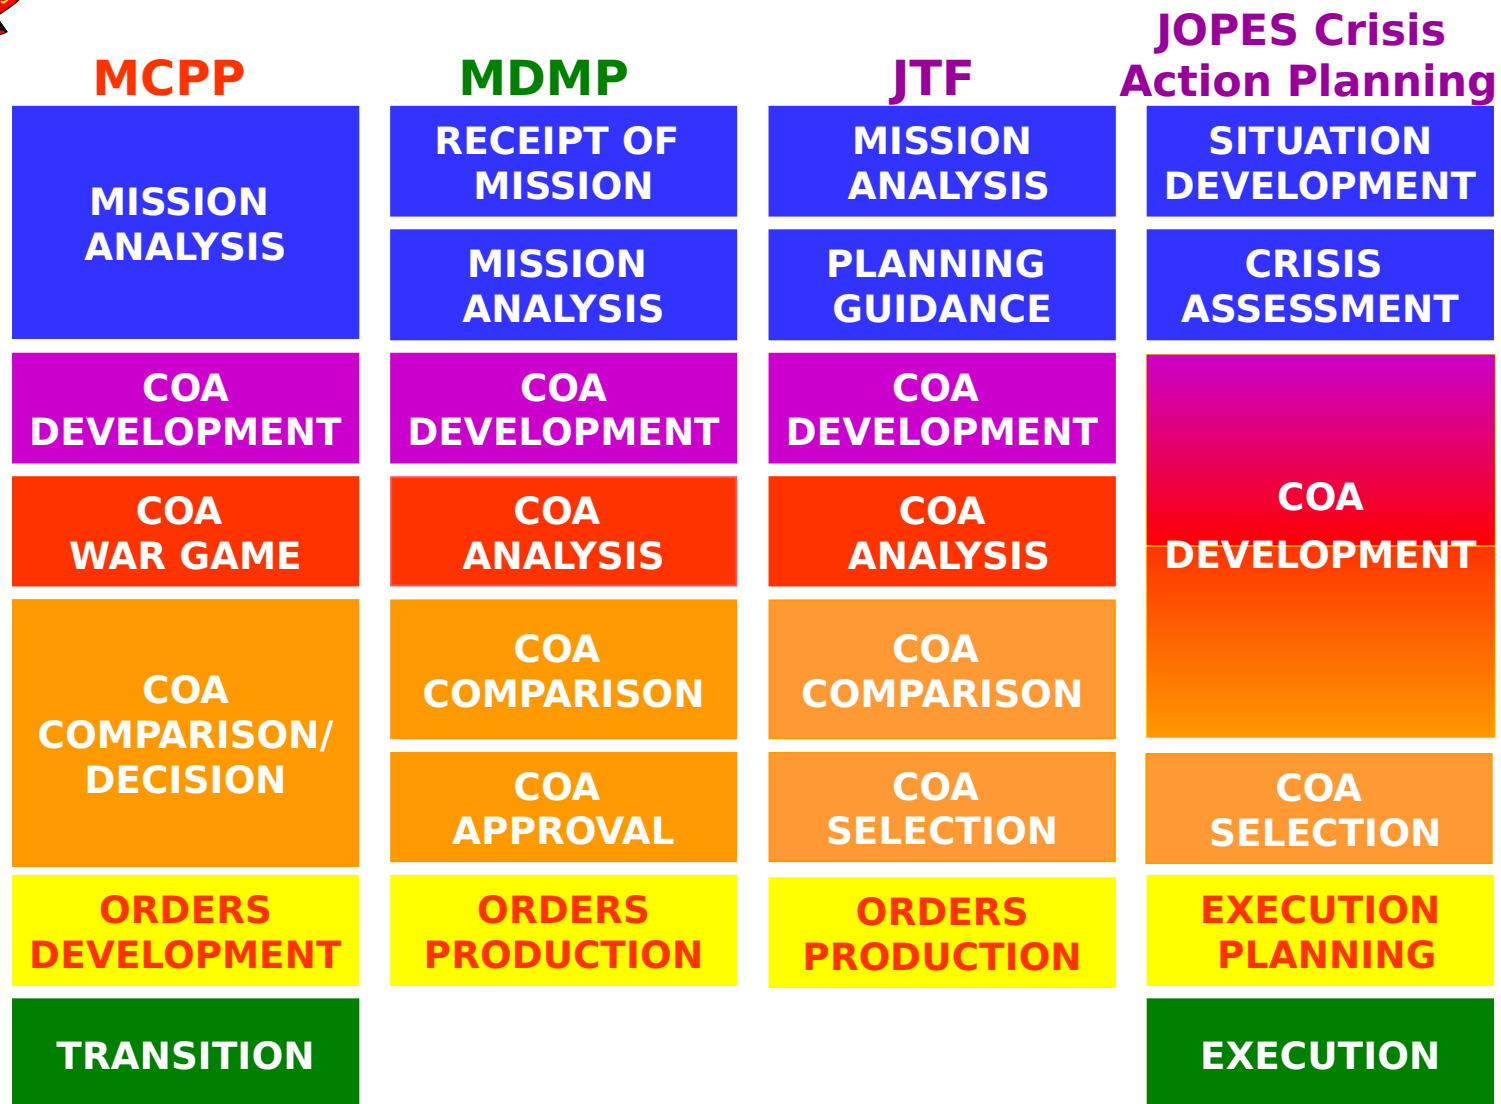 MCPP
MISSION
ANALYSIS
COA
DEVELOPMENT
COA
WAR GAME
COA
COMPARISON/
DECISION
ORDERS
DEVELOPMENT
TRANSITION
MDMP
RECEIPT OF
MISSION
MISSION
ANALYSIS
COA
DEVELOPMENT
COA
ANALYSIS
COA
COMPARISON
COA
APPROVAL
ORDERS
PRODUCTION
JTF
MISSION
ANALYSIS
PLANNING
GUIDANCE
COA
DEVELOPMENT
COA
ANALYSIS
COA
COMPARISON
COA
SELECTION
ORDERS
PRODUCTION
JOPES Crisis
Action Planning
SITUATION
DEVELOPMENT
CRISIS
ASSESSMENT
COA
DEVELOPMENT
COA
SELECTION
EXECUTION
PLANNING
EXECUTION